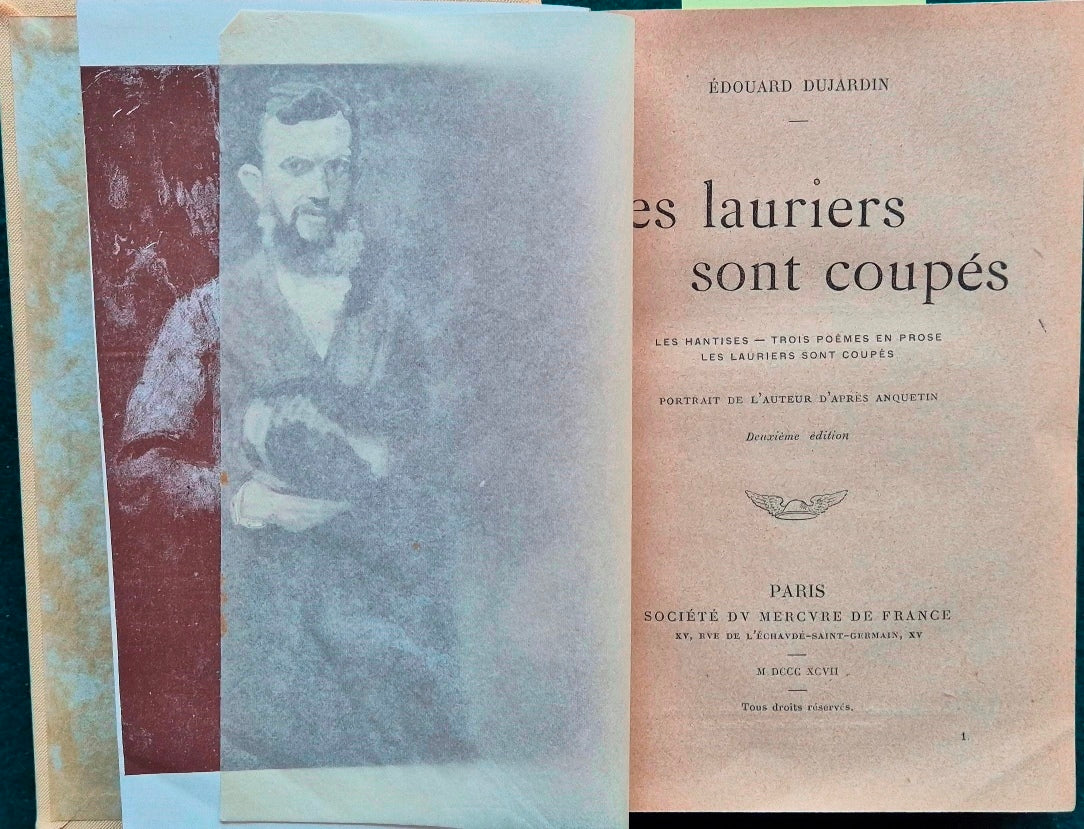 ÉDOUARD DUJARDIN
es lauriers
sont coupés
LES HANTISES — TROIS POÈMES EN PROSE
LES LAURIERS SONT COUPÉS
PORTRAIT DE L'AUTEUR D'APRÈS ANQUETIN
Deuxième édition
PARIS
SOCIÉTÉ DV MERCVRE DE FRANCE
XV, RVE DE L'ÉCHAVDÉ-SAINT-GERMAIN, XV
M DCCC XCVII
Tous droits réservés.
1